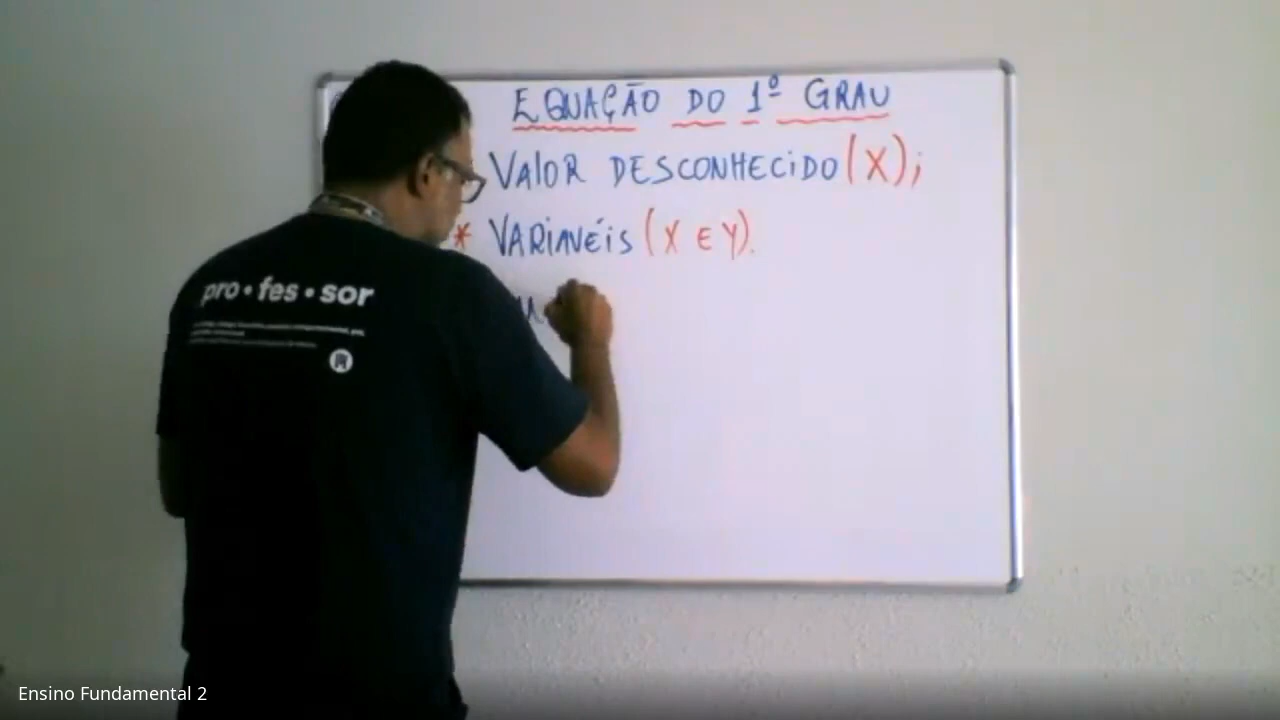 EQUAÇÃO DO 1º GRAU
VALOR DESCONHECIDO (X);
* VARIAVÉIS (X E Y).
pro•fes•sor
Ensino Fundamental 2